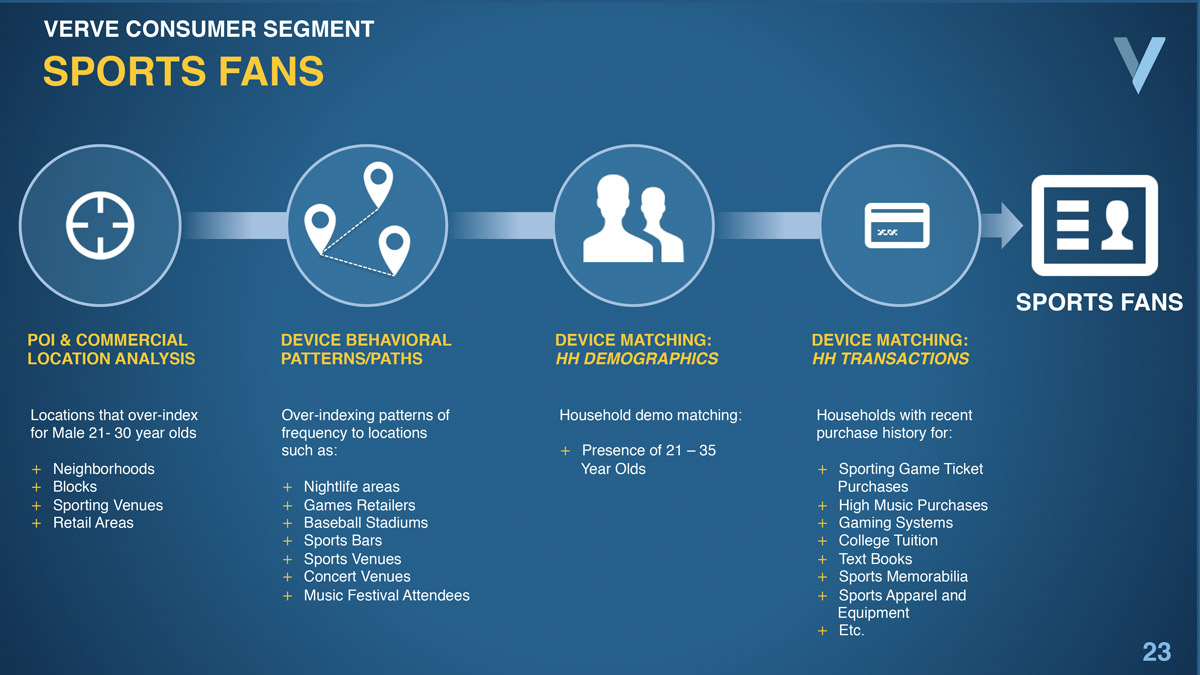 VERVE CONSUMER SEGMENT
SPORTS FANS
SPORTS FANS
POI & COMMERCIAL
LOCATION ANALYSIS
Locations that over-index
for Male 21- 30 year olds
+ Neighborhoods
+ Blocks
+ Sporting Venues
+ Retail Areas
DEVICE BEHAVIORAL
PATTERNS/PATHS
Over-indexing patterns of
frequency to locations
such as:
+ Nightlife areas
+ Games Retailers
+ Baseball Stadiums
+ Sports Bars
+ Sports Venues
+ Concert Venues
+ Music Festival Attendees
DEVICE MATCHING:
HH DEMOGRAPHICS
Household demo matching:
+ Presence of 21 – 35
Year Olds
DEVICE MATCHING:
HH TRANSACTIONS
Households with recent
purchase history for:
+ Sporting Game Ticket
Purchases
+ High Music Purchases
+ Gaming Systems
+ College Tuition
+ Text Books
+ Sports Memorabilia
+ Sports Apparel and
Equipment
+ Etc.
23